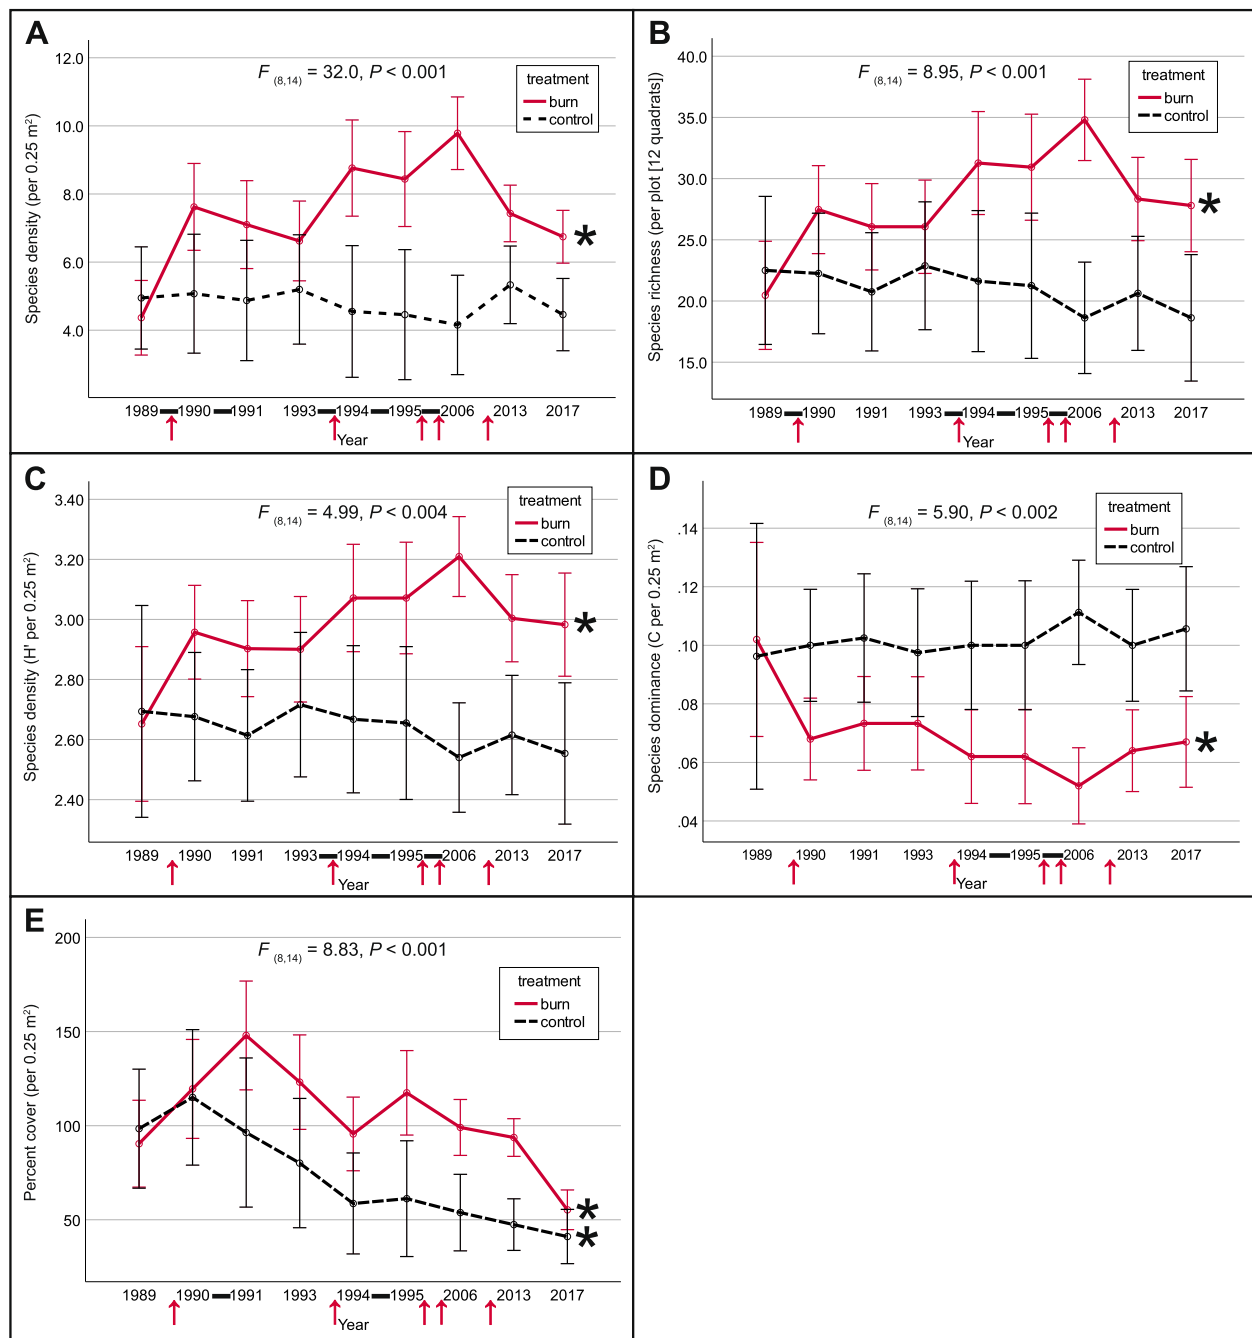 A
F (8,14) = 32.0, P < 0.001
treatment
burn
control
Species density (per 0.25 m²)
12.0
10.0
8.0
6.0
4.0
1989 1990 1991 1993 1994 1995 2006 2013 2017
Year
B
F (8,14) = 8.95, P < 0.001
treatment
burn
control
Species richness (per plot [12 quadrats])
40.0
35.0
30.0
25.0
20.0
15.0
1989 1990 1991 1993 1994 1995 2006 2013 2017
Year
C
F (8,14) = 4.99, P < 0.004
treatment
burn
control
Species density (H' per 0.25 m²)
3.40
3.20
3.00
2.80
2.60
2.40
1989 1990 1991 1993 1994 1995 2006 2013 2017
Year
D
F (8,14) = 5.90, P < 0.002
treatment
burn
control
Species dominance (C per 0.25 m²)
.14
.12
.10
.08
.06
.04
1989 1990 1991 1993 1994 1995 2006 2013 2017
Year
E
F (8,14) = 8.83, P < 0.001
treatment
burn
control
Percent cover (per 0.25 m²)
200
150
100
50
1989 1990 1991 1993 1994 1995 2006 2013 2017
Year